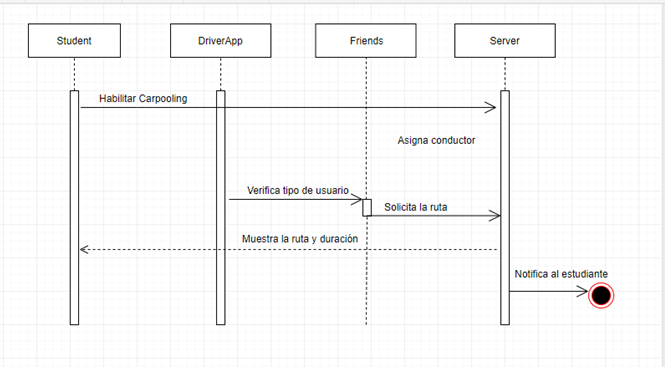 Student
DriverApp
Friends
Server
Habilitar Carpooling
Asigna conductor
Verifica tipo de usuario
Solicita la ruta
Muestra la ruta y duración
Notifica al estudiante